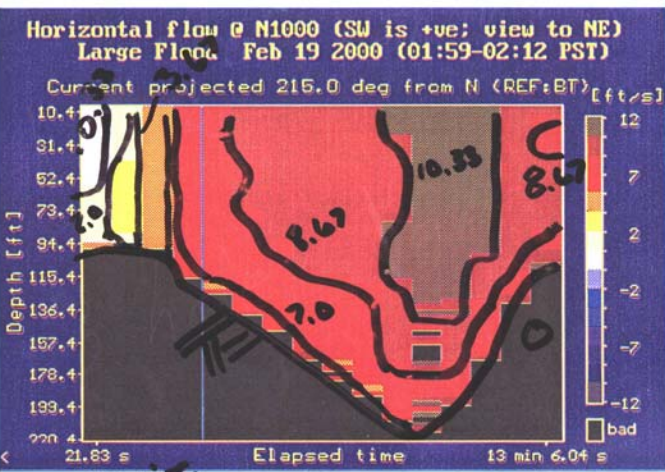 Horizontal flow @ N1000 (SW is +ve; view to NE)
Large Flood Feb 19 2000 (01:59-02:12 PST)
Current projected 215.0 deg from N (REF:BT)
[ft/s]
10.4
31.4
52.4
73.4
94.4
115.4
136.4
157.4
178.4
199.4
220.4
Depth [ft]
12
7
2
-2
-7
-12
bad
3.67
10.33
8.67
8.67
7.0
0
21.83 s
Elapsed time
13 min 6.04 s
<